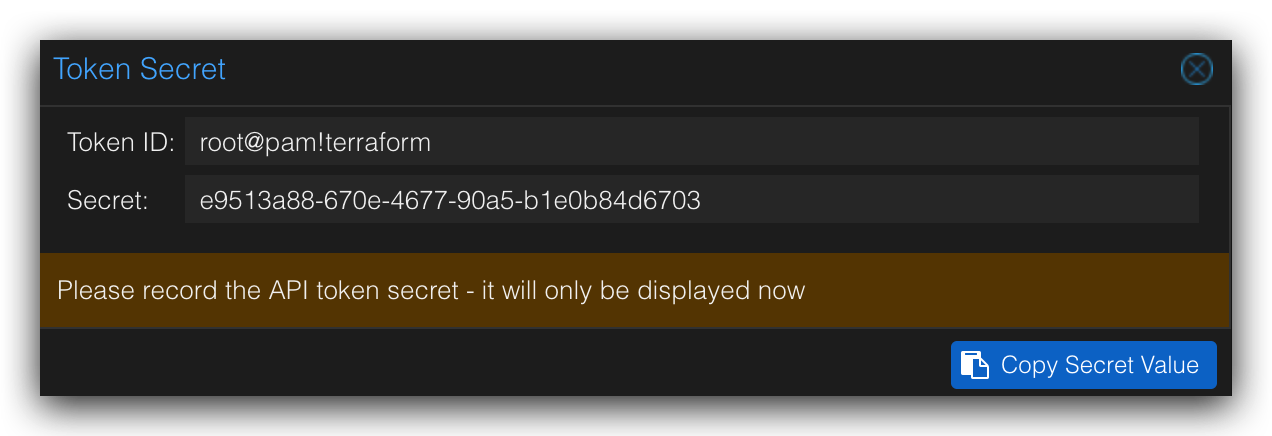 Token Secret
Token ID: root@pam!terraform
Secret: e9513a88-670e-4677-90a5-b1e0b84d6703
Please record the API token secret - it will only be displayed now
Copy Secret Value